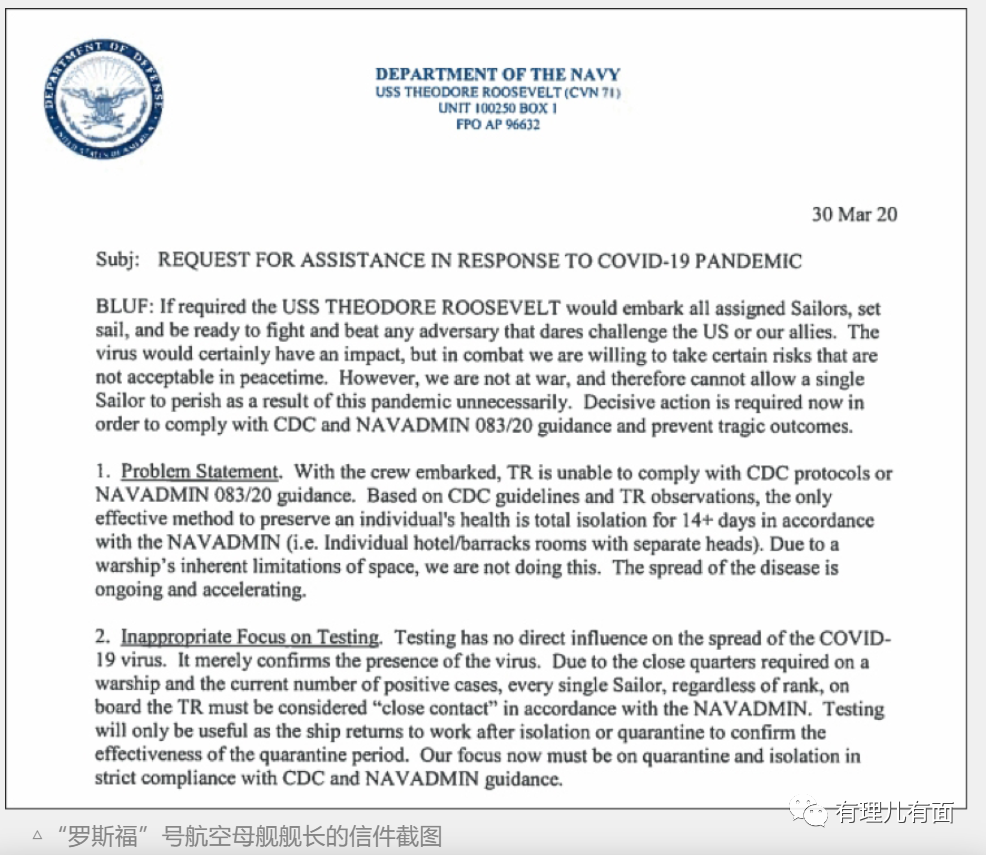 DEPARTMENT OF DEFENSE
UNITED STATES OF AMERICA
DEPARTMENT OF THE NAVY
USS THEODORE ROOSEVELT (CVN 71)
UNIT 100250 BOX 1
FPO AP 96632
30 Mar 20
Subj: REQUEST FOR ASSISTANCE IN RESPONSE TO COVID-19 PANDEMIC
BLUF: If required the USS THEODORE ROOSEVELT would embark all assigned Sailors, set
sail, and be ready to fight and beat any adversary that dares challenge the US or our allies. The
virus would certainly have an impact, but in combat we are willing to take certain risks that are
not acceptable in peacetime. However, we are not at war, and therefore cannot allow a single
Sailor to perish as a result of this pandemic unnecessarily. Decisive action is required now in
order to comply with CDC and NAVADMIN 083/20 guidance and prevent tragic outcomes.
1. Problem Statement. With the crew embarked, TR is unable to comply with CDC protocols or
NAVADMIN 083/20 guidance. Based on CDC guidelines and TR observations, the only
effective method to preserve an individual's health is total isolation for 14+ days in accordance
with the NAVADMIN (i.e. Individual hotel/barracks rooms with separate heads). Due to a
warship's inherent limitations of space, we are not doing this. The spread of the disease is
ongoing and accelerating.
2. Inappropriate Focus on Testing. Testing has no direct influence on the spread of the COVID-
19 virus. It merely confirms the presence of the virus. Due to the close quarters required on a
warship and the current number of positive cases, every single Sailor, regardless of rank, on
board the TR must be considered “close contact” in accordance with the NAVADMIN. Testing
will only be useful as the ship returns to work after isolation or quarantine to confirm the
effectiveness of the quarantine period. Our focus now must be on quarantine and isolation in
strict compliance with CDC and NAVADMIN guidance.
有理儿有面
△ “罗斯福”号航空母舰舰长的信件截图